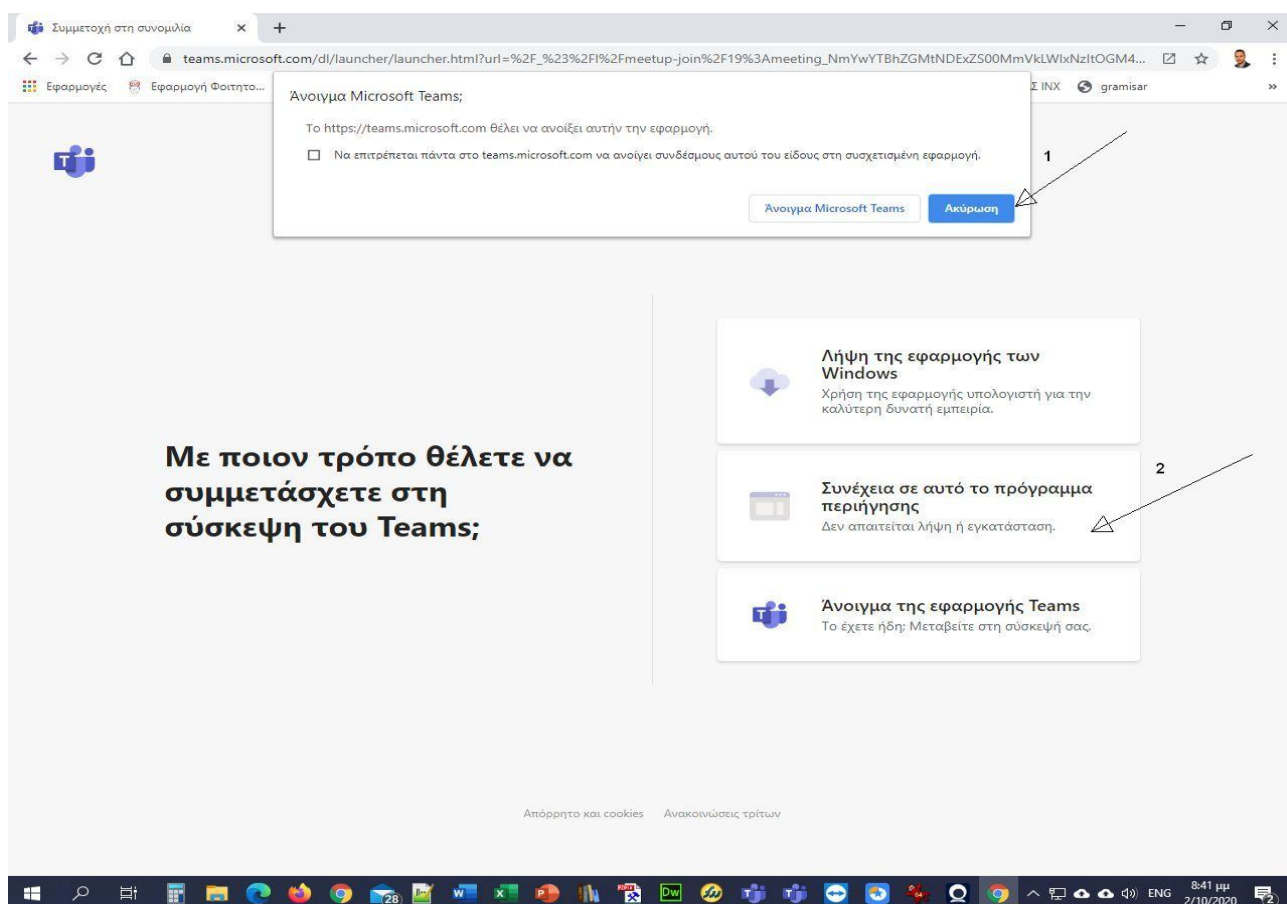 Συμμετοχή στη συνομιλία
teams.microsoft.com/dl/launcher/launcher.html?url=%2F_%23%2Fl%2Fmeetup-join%2F19%3Ameeting_NmYwYTBhZGMtNDExZS00MmVkLWIxNzItOGM4...
Εφαρμογές Εφαρμογή Φοιτητο... Σ INX gramisar »
Άνοιγμα Microsoft Teams;
Το https://teams.microsoft.com θέλει να ανοίξει αυτήν την εφαρμογή.
Να επιτρέπεται πάντα στο teams.microsoft.com να ανοίγει συνδέσμους αυτού του είδους στη συσχετισμένη εφαρμογή.
1
Άνοιγμα Microsoft Teams Ακύρωση
Λήψη της εφαρμογής των
Windows
Χρήση της εφαρμογής υπολογιστή για την
καλύτερη δυνατή εμπειρία.
Με ποιον τρόπο θέλετε να
συμμετάσχετε στη
σύσκεψη του Teams;
2
Συνέχεια σε αυτό το πρόγραμμα
περιήγησης
Δεν απαιτείται λήψη ή εγκατάσταση.
Άνοιγμα της εφαρμογής Teams
Το έχετε ήδη; Μεταβείτε στη σύσκεψή σας.
Απόρρητο και cookies Ανακοινώσεις τρίτων
28
Dw
ENG
8:41 μμ
2/10/2020
2